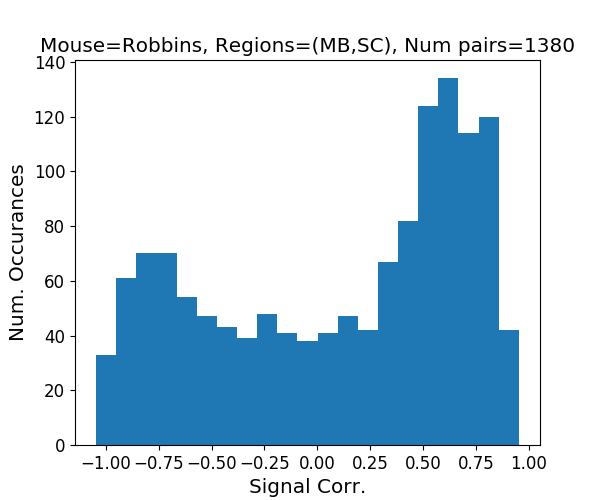 Mouse=Robbins, Regions=(MB,SC), Num pairs=1380
140
120
100
80
60
40
20
0
Num. Occurances
−1.00 −0.75 −0.50 −0.25 0.00 0.25 0.50 0.75 1.00
Signal Corr.